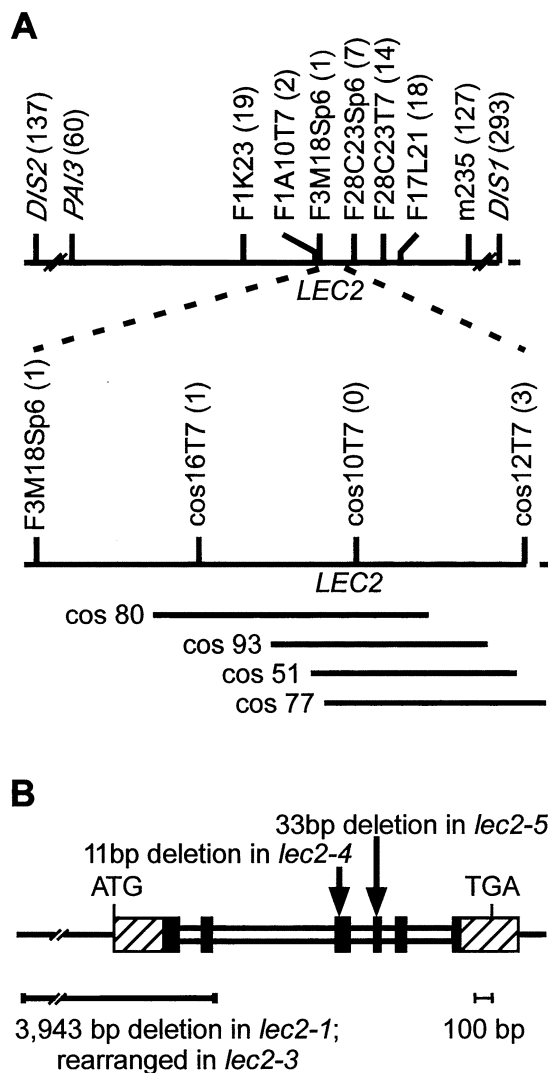 A
DIS2 (137)
PAI3 (60)
F1K23 (19)
F1A10T7 (2)
F3M18Sp6 (1)
F28C23Sp6 (7)
F28C23T7 (14)
F17L21 (18)
m235 (127)
DIS1 (293)
LEC2
F3M18Sp6 (1)
cos16T7 (1)
cos10T7 (0)
cos12T7 (3)
LEC2
cos 80
cos 93
cos 51
cos 77
B
33bp deletion in lec2-5
11bp deletion in lec2-4
ATG
TGA
3,943 bp deletion in lec2-1;
rearranged in lec2-3
100 bp